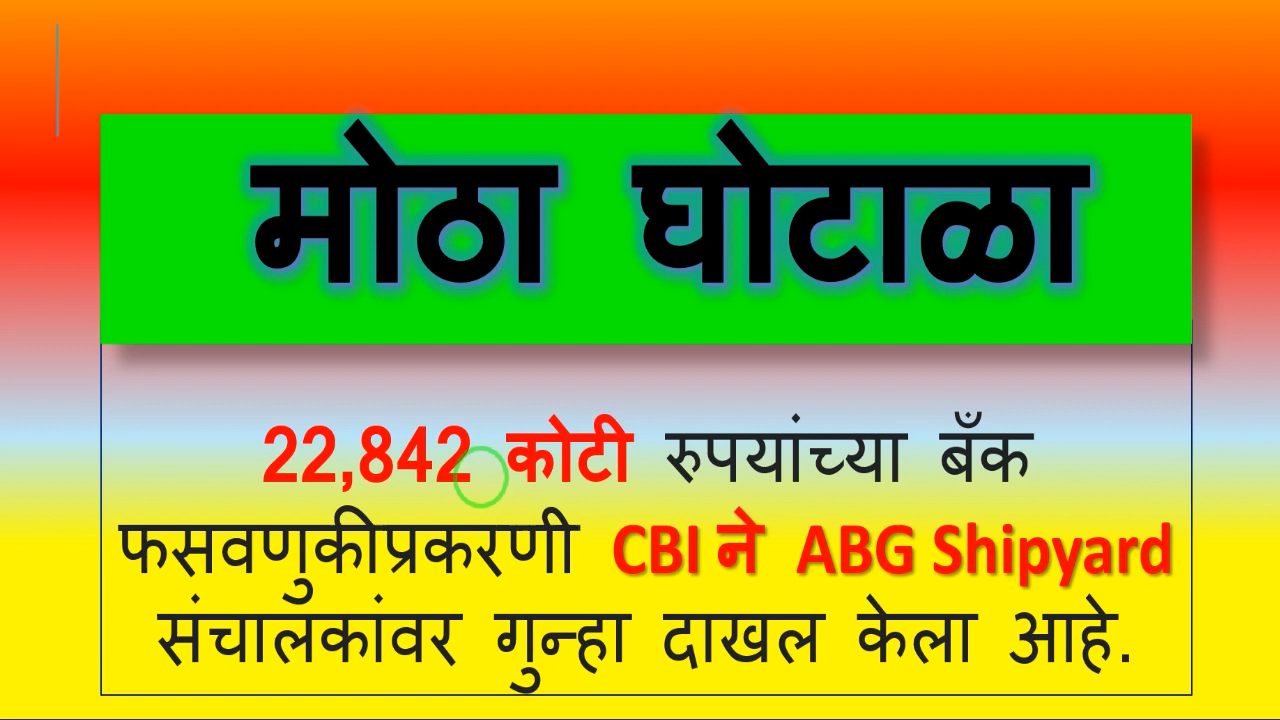 मोठा घोटाळा
22,842 कोटी रुपयांच्या बँक
फसवणुकीप्रकरणी CBI ने ABG Shipyard
संचालकांवर गुन्हा दाखल केला आहे.